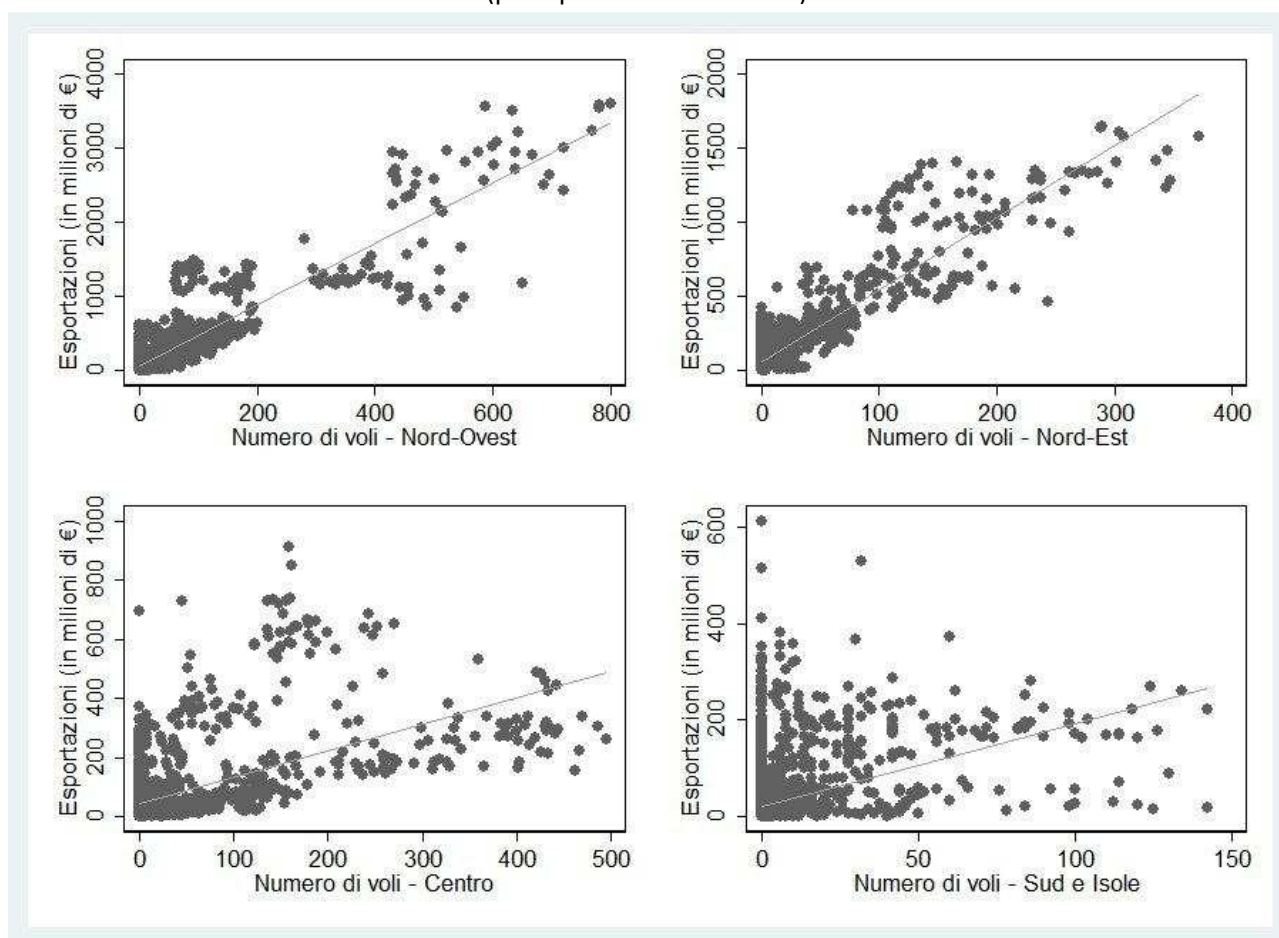 Esportazioni (in milioni di €)
0 1000 2000 3000 4000
0 200 400 600 800
Numero di voli - Nord-Ovest
Esportazioni (in milioni di €)
0 500 1000 1500 2000
0 100 200 300 400
Numero di voli - Nord-Est
Esportazioni (in milioni di €)
0 200 400 600 800 1000
0 100 200 300 400 500
Numero di voli - Centro
Esportazioni (in milioni di €)
0 200 400 600
0 50 100 150
Numero di voli - Sud e Isole